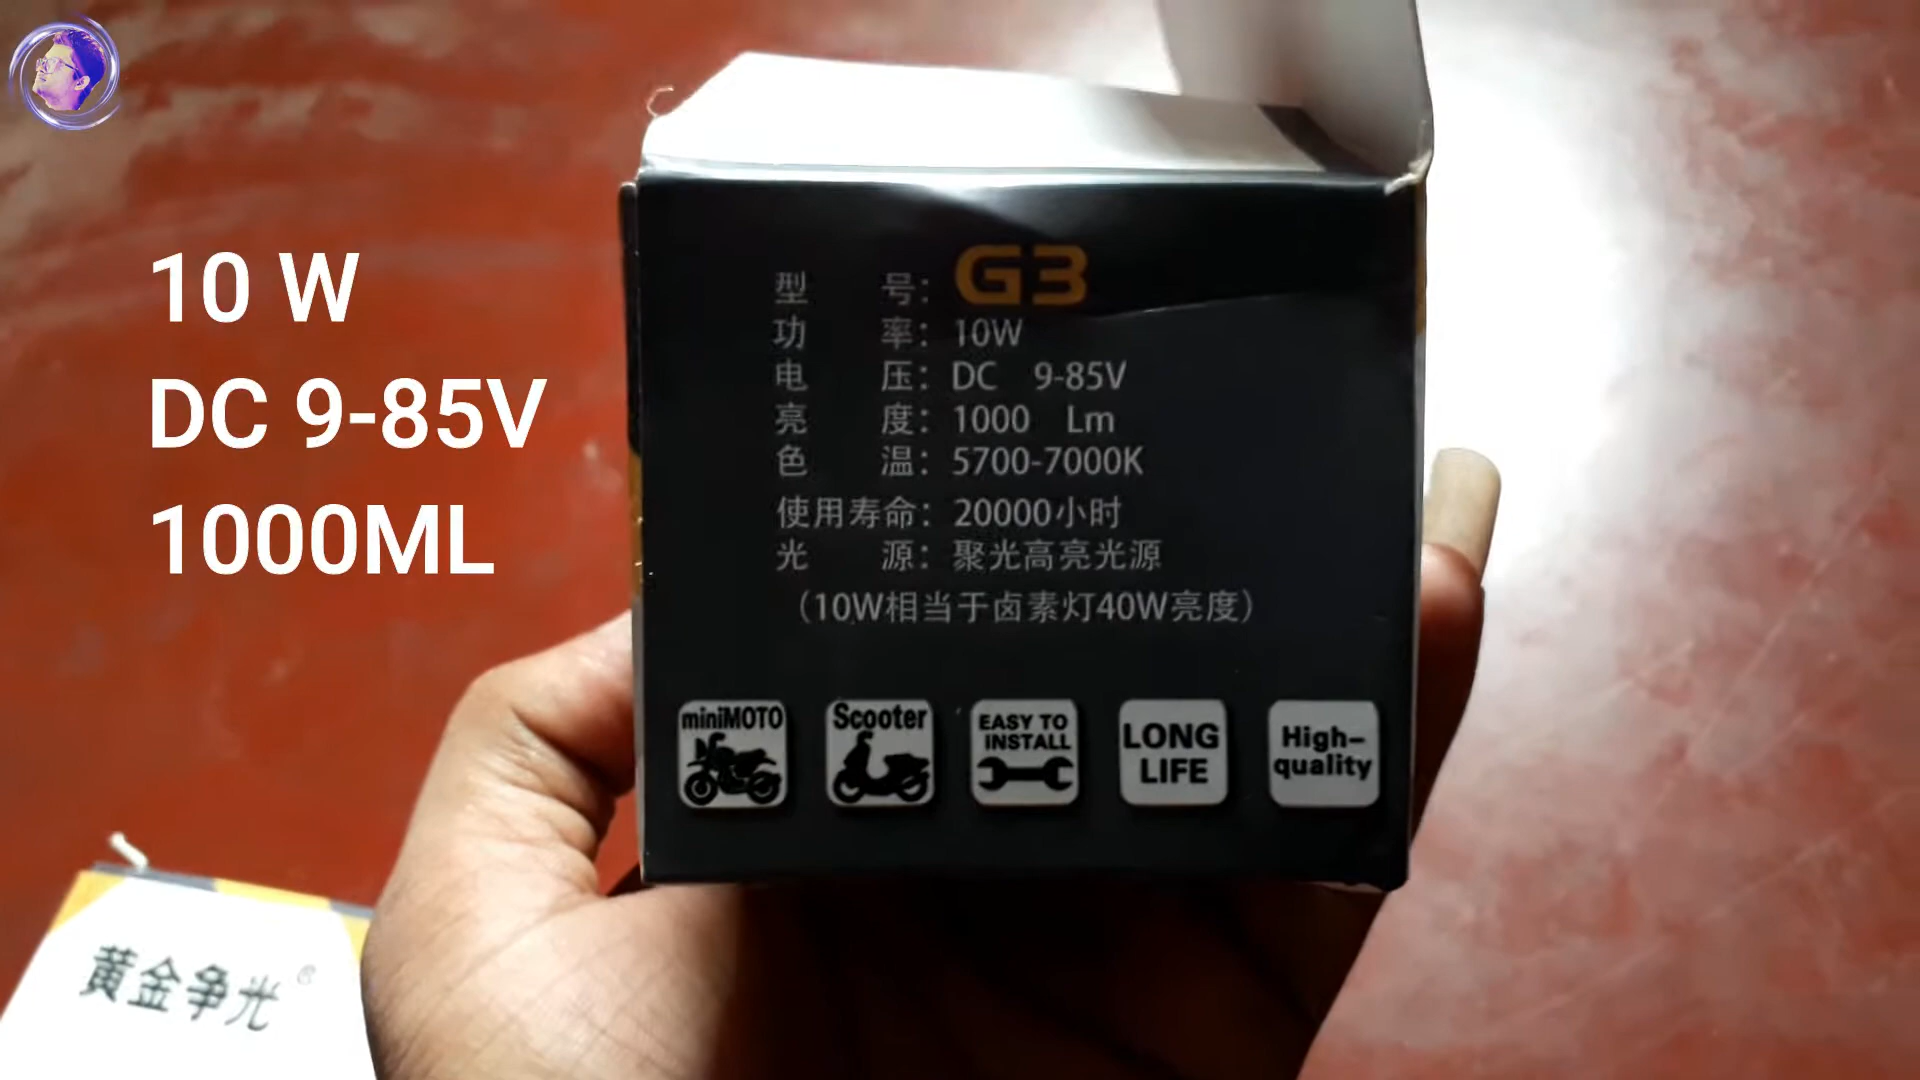 10 W
DC 9-85V
1000ML
型 号: G3
功 率: 10W
电 压: DC 9-85V
亮 度: 1000 Lm
色 温: 5700-7000K
使用寿命: 20000小时
光 源: 聚光高亮光源
(10W相当于卤素灯40W亮度)
miniMOTO
Scooter
EASY TO
INSTALL
LONG
LIFE
High-
quality
黄金争光®